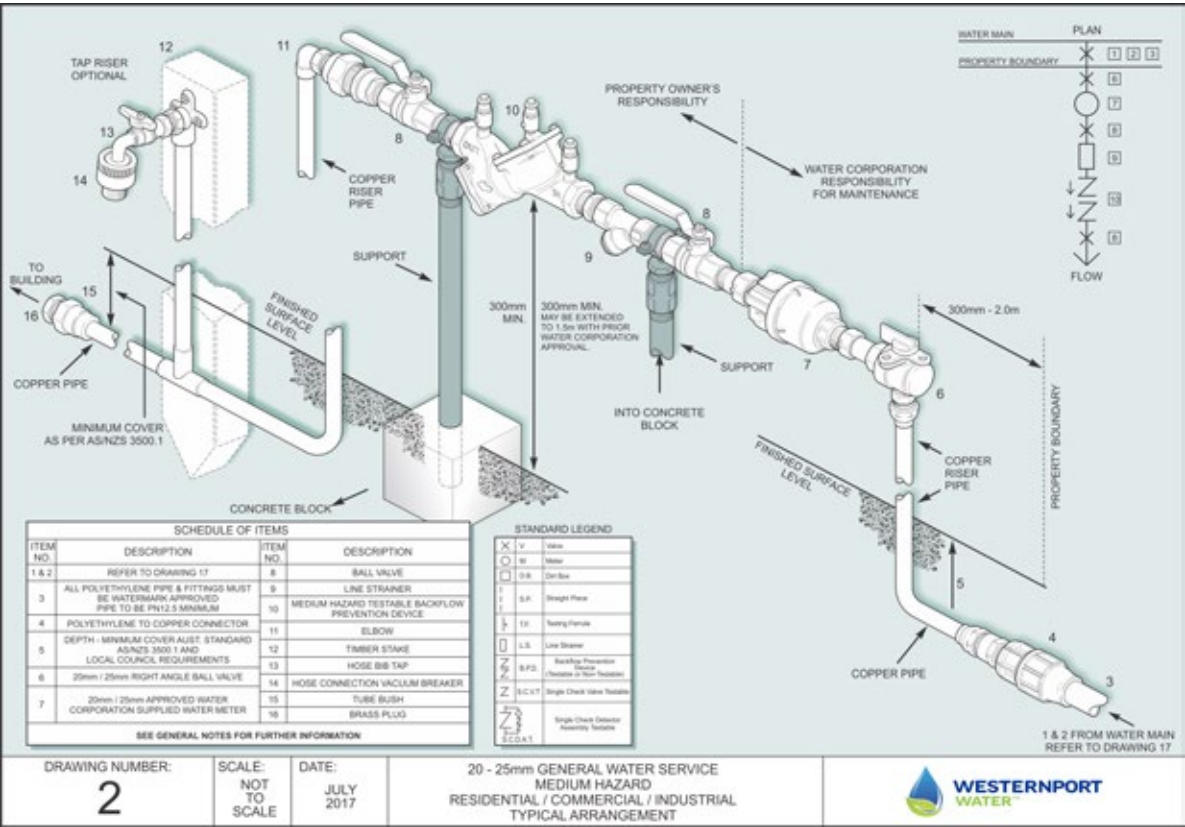 12
TAP RISER
OPTIONAL
13
14
11
8
10
COPPER
RISER
PIPE
PROPERTY OWNER'S
RESPONSIBILITY
WATER CORPORATION
RESPONSIBILITY
FOR MAINTENANCE
WATER MAIN
PLAN
1 2 3
PROPERTY BOUNDARY
6
7
8
9
10
8
FLOW
SUPPORT
8
9
300mm
MIN.
300mm MIN.
MAY BE EXTENDED
TO 1.5m WITH PRIOR
WATER CORPORATION
APPROVAL.
300mm - 2.0m
SUPPORT
7
6
INTO CONCRETE
BLOCK
TO
BUILDING
15
16
FINISHED
SURFACE
LEVEL
COPPER PIPE
MINIMUM COVER
AS PER AS/NZS 3500.1
CONCRETE BLOCK
FINISHED SURFACE
LEVEL
COPPER
RISER
PIPE
PROPERTY BOUNDARY
5
4
COPPER PIPE
3
1 & 2 FROM WATER MAIN
REFER TO DRAWING 17
SCHEDULE OF ITEMS
ITEM NO. DESCRIPTION ITEM NO. DESCRIPTION
1 & 2 REFER TO DRAWING 17
3 ALL POLYETHYLENE PIPE & FITTINGS MUST
BE WATERMARK APPROVED
PIPE TO BE PN12.5 MINIMUM
4 POLYETHYLENE TO COPPER CONNECTOR
5 DEPTH - MINIMUM COVER AUST. STANDARD
AS/NZS 3500.1 AND
LOCAL COUNCIL REQUIREMENTS
6 20mm / 25mm RIGHT ANGLE BALL VALVE
7 20mm / 25mm APPROVED WATER
CORPORATION SUPPLIED WATER METER
8 BALL VALVE
9 LINE STRAINER
10 MEDIUM HAZARD TESTABLE BACKFLOW
PREVENTION DEVICE
11 ELBOW
12 TIMBER STAKE
13 HOSE BIB TAP
14 HOSE CONNECTION VACUUM BREAKER
15 TUBE BUSH
16 BRASS PLUG
SEE GENERAL NOTES FOR FURTHER INFORMATION
STANDARD LEGEND
V Valve
M Meter
D.B. Dirt Box
S.P. Straight Piece
Testing Ferrule
L.S. Line Strainer
B.P.D. Backflow Prevention
Device
(Testable or Non-Testable)
S.C.V.T Single Check Valve Testable
S.C.D.A.T. Single Check Detector
Assembly Testable
DRAWING NUMBER:
2
SCALE:
NOT
TO
SCALE
DATE:
JULY
2017
20 - 25mm GENERAL WATER SERVICE
MEDIUM HAZARD
RESIDENTIAL / COMMERCIAL / INDUSTRIAL
TYPICAL ARRANGEMENT
WESTERNPORT
WATER™